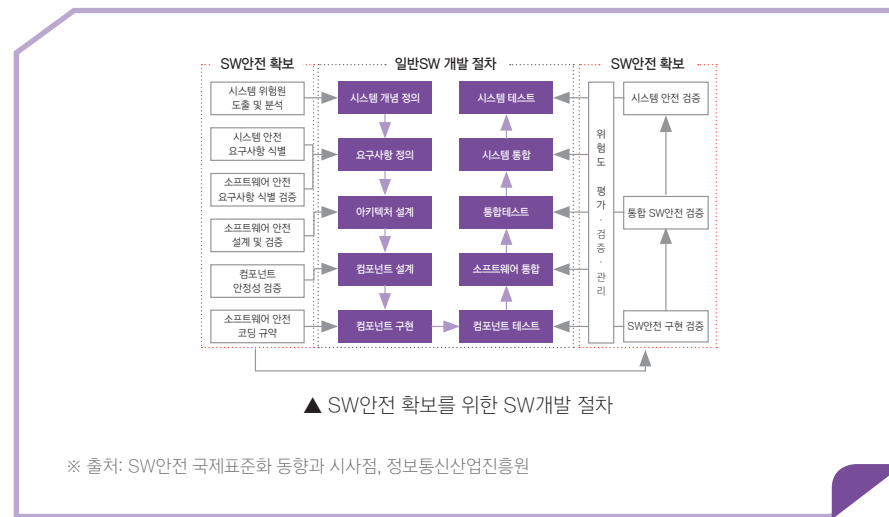 SW안전 확보
일반SW 개발 절차
SW안전 확보
시스템 위험원
도출 및 분석
시스템 안전
요구사항 식별
소프트웨어 안전
요구사항 식별 검증
소프트웨어 안전
설계 및 검증
컴포넌트
안정성 검증
소프트웨어 안전
코딩 규약
시스템 개념 정의
요구사항 정의
아키텍처 설계
컴포넌트 설계
컴포넌트 구현
시스템 테스트
시스템 통합
통합테스트
소프트웨어 통합
컴포넌트 테스트
위험도 평가·검증·관리
시스템 안전 검증
통합 SW안전 검증
SW안전 구현 검증
▲ SW안전 확보를 위한 SW개발 절차
※ 출처: SW안전 국제표준화 동향과 시사점, 정보통신산업진흥원